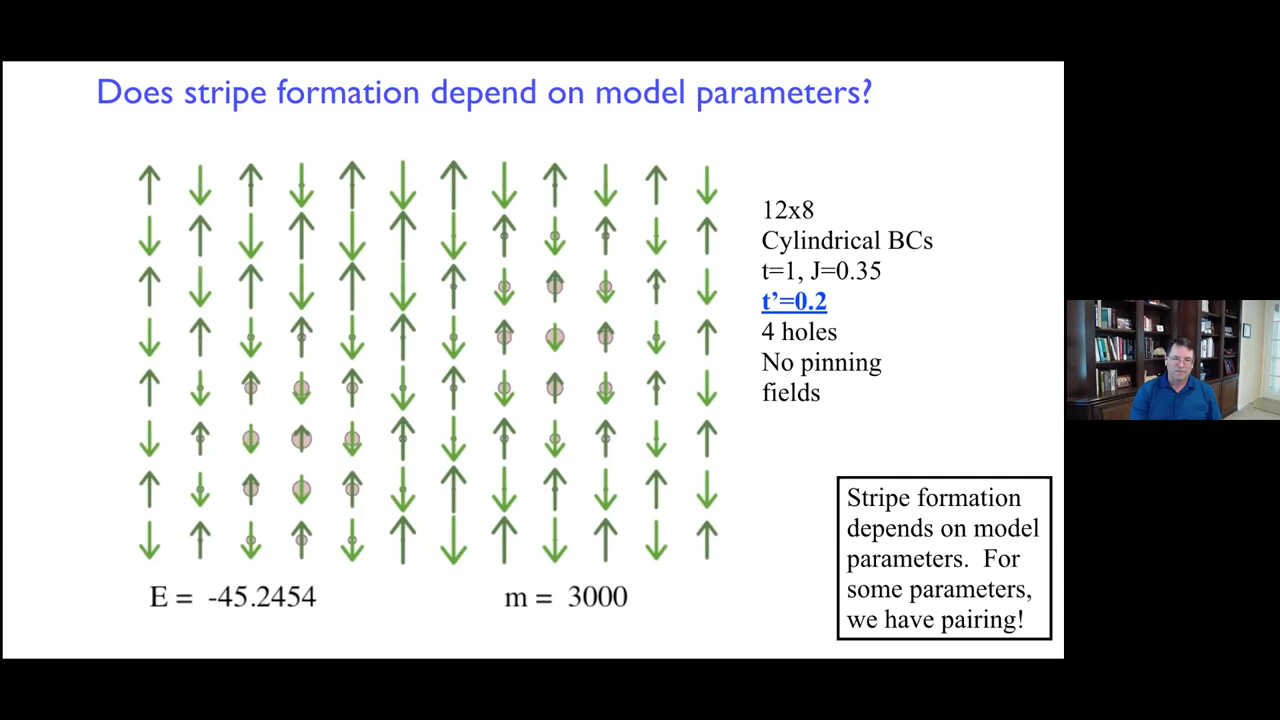 Does stripe formation depend on model parameters?
12x8
Cylindrical BCs
t=1, J=0.35
t’=0.2
4 holes
No pinning
fields
Stripe formation
depends on model
parameters.  For
some parameters,
we have pairing!
E =  -45.2454
m =  3000